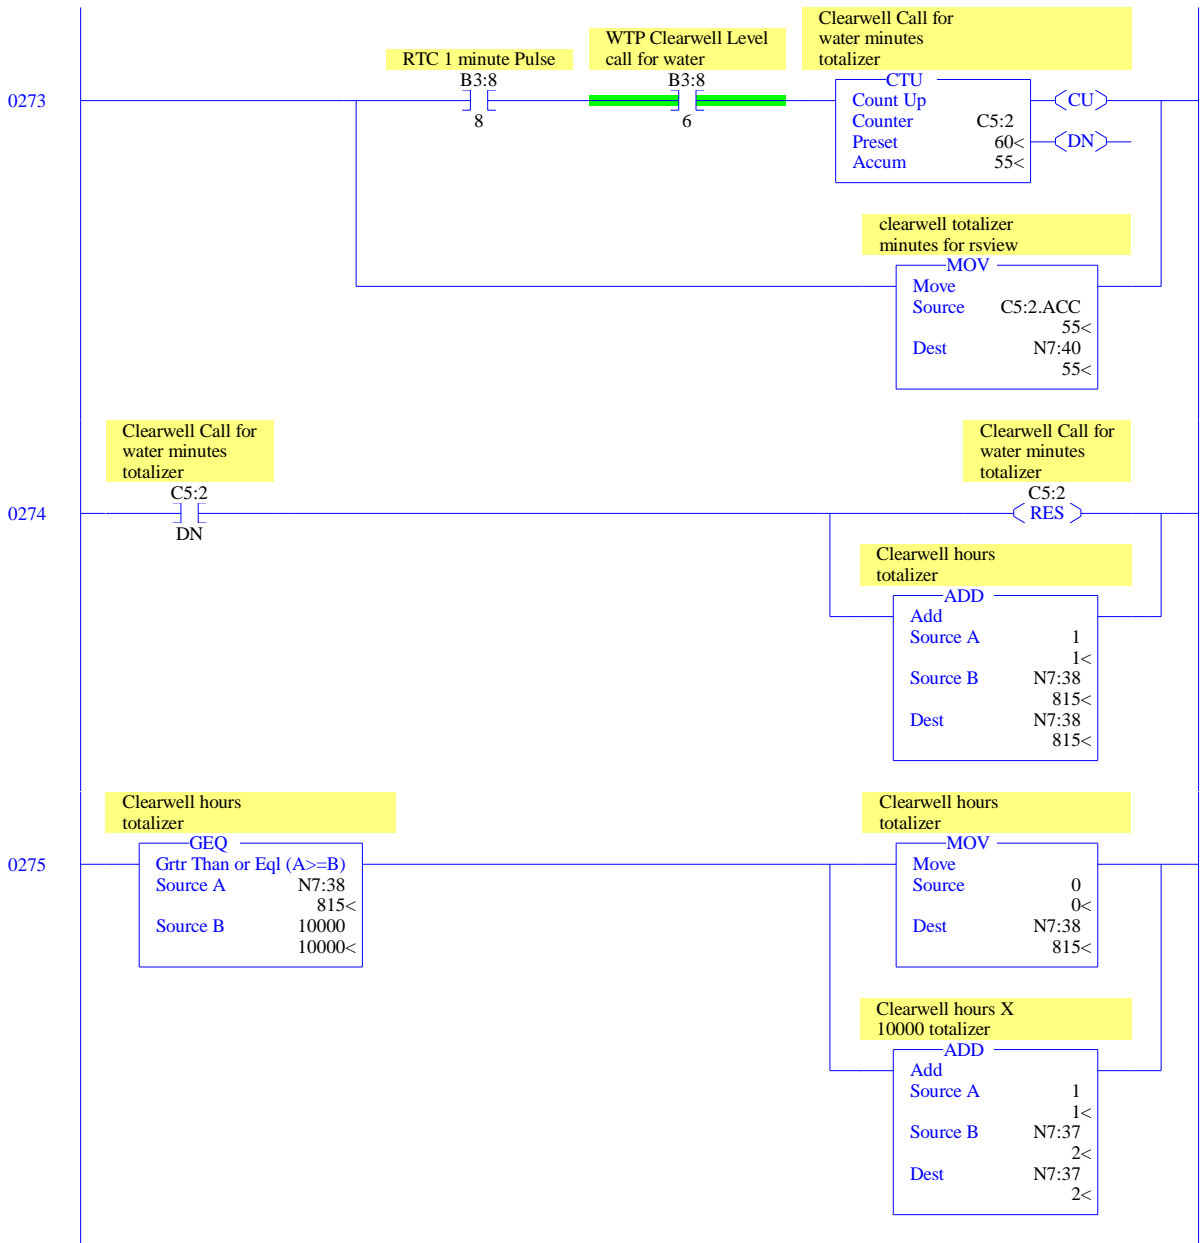 Clearwell Call for
water minutes
totalizer
WTP Clearwell Level
call for water
RTC 1 minute Pulse
B3:8
B3:8
CTU
0273
Count Up
CU
Counter C5:2
8
6
Preset 60<
DN
Accum 55<
clearwell totalizer
minutes for rsview
MOV
Move
Source C5:2.ACC
55<
Dest N7:40
55<
Clearwell Call for
water minutes
totalizer
C5:2
Clearwell Call for
water minutes
totalizer
C5:2
0274
RES
DN
Clearwell hours
totalizer
ADD
Add
Source A 1
1<
Source B N7:38
815<
Dest N7:38
815<
Clearwell hours
totalizer
GEQ
0275
Grtr Than or Eql (A>=B)
Source A N7:38
815<
Source B 10000
10000<
Clearwell hours
totalizer
MOV
Move
Source 0
0<
Dest N7:38
815<
Clearwell hours X
10000 totalizer
ADD
Add
Source A 1
1<
Source B N7:37
2<
Dest N7:37
2<